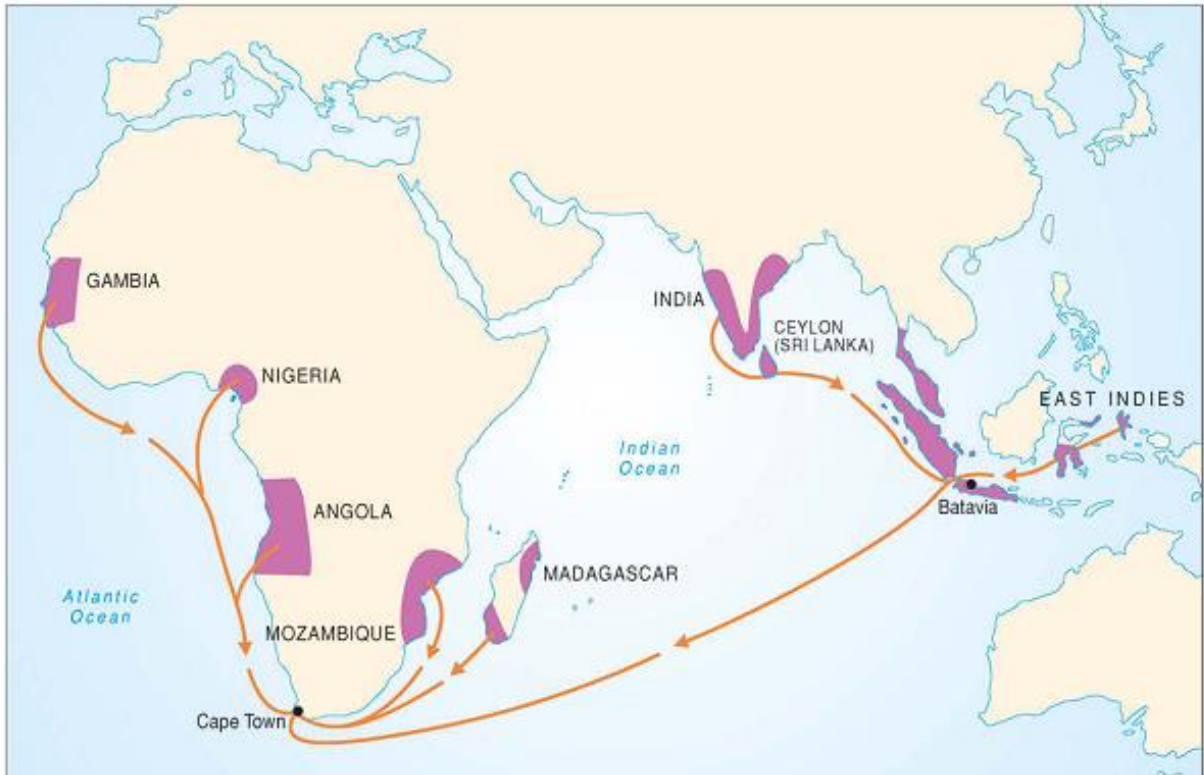 GAMBIA
NIGERIA
ANGOLA
MOZAMBIQUE
MADAGASCAR
INDIA
CEYLON
(SRI LANKA)
EAST INDIES
Batavia
Indian
Ocean
Atlantic
Ocean
Cape Town